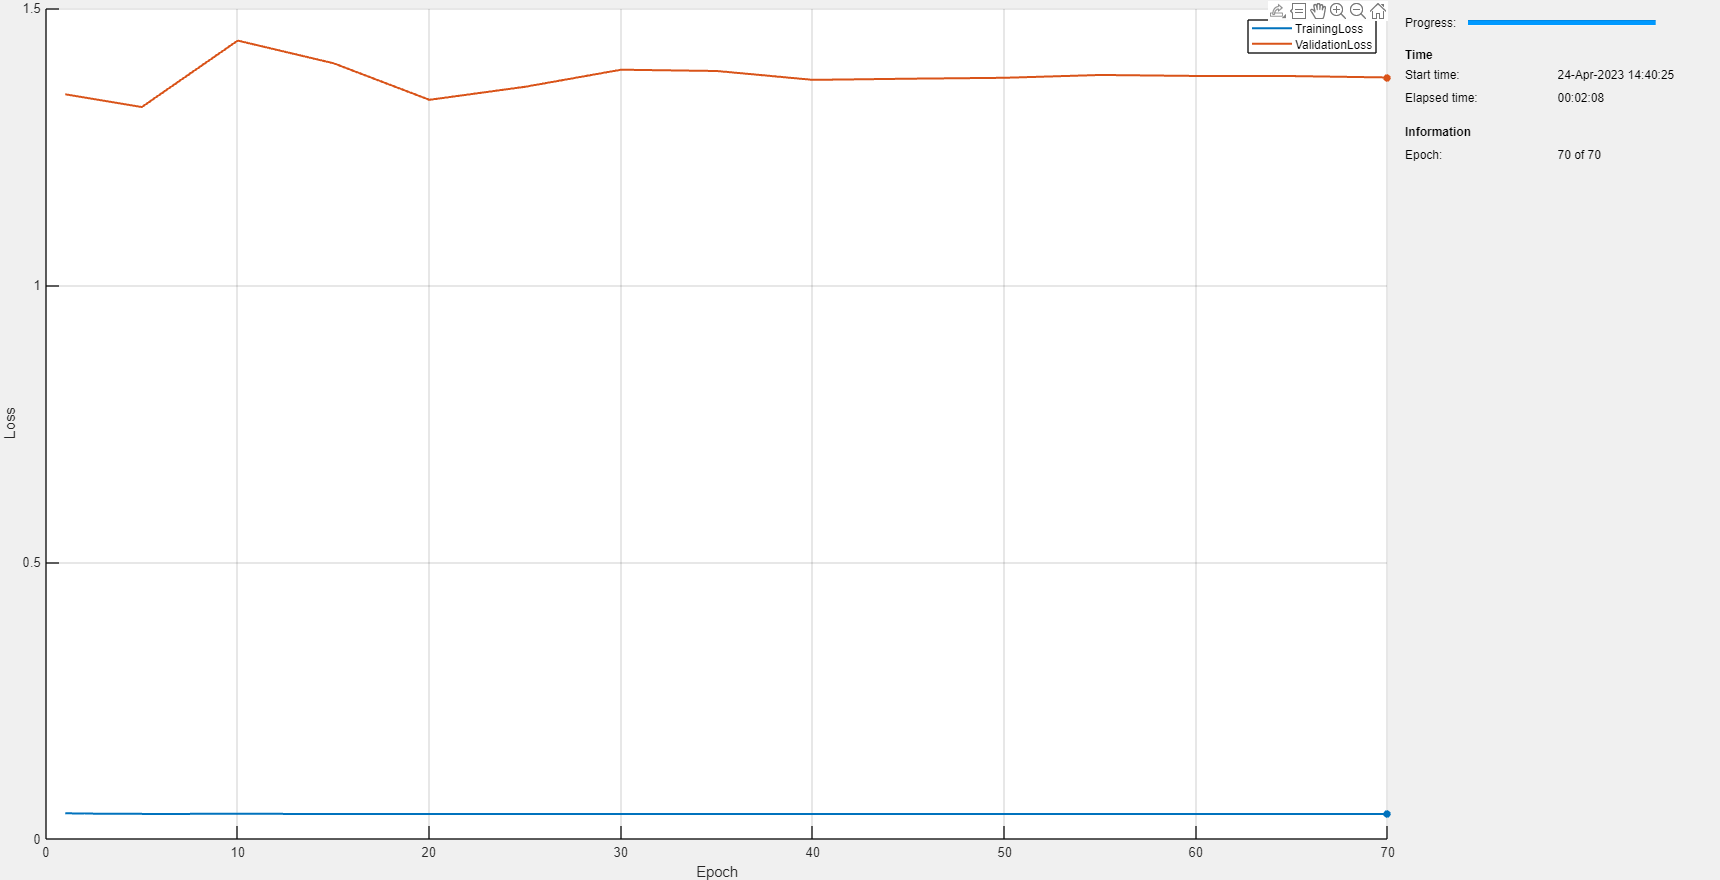 1.5
1
0.5
0
Loss
0 10 20 30 40 50 60 70
Epoch
TrainingLoss
ValidationLoss
Progress:
Time
Start time: 24-Apr-2023 14:40:25
Elapsed time: 00:02:08
Information
Epoch: 70 of 70